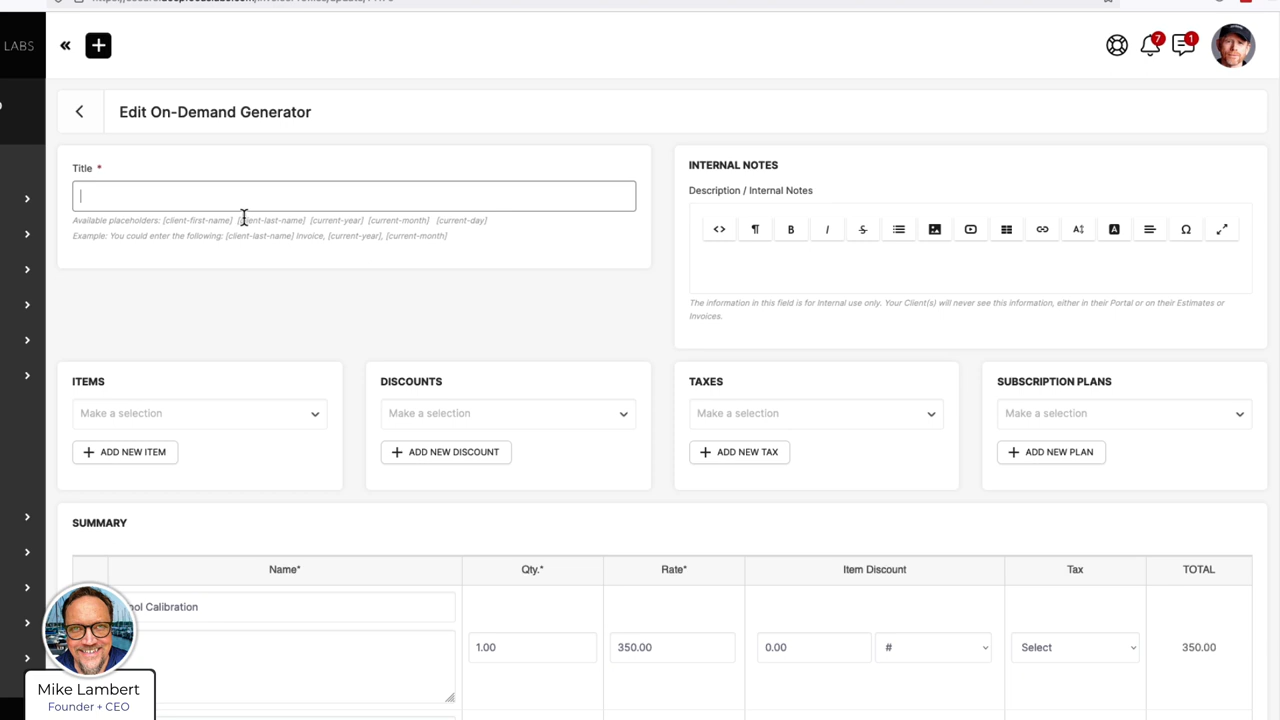 LABS
7
1
Edit On-Demand Generator
Title *
Available placeholders: [client-first-name] [client-last-name] [current-year] [current-month] [current-day]
Example: You could enter the following: [client-last-name] Invoice, [current-year], [current-month]
INTERNAL NOTES
Description / Internal Notes
The information in this field is for Internal use only. Your Client(s) will never see this information, either in their Portal or on their Estimates or
Invoices.
ITEMS
DISCOUNTS
TAXES
SUBSCRIPTION PLANS
Make a selection
Make a selection
Make a selection
Make a selection
ADD NEW ITEM
ADD NEW DISCOUNT
ADD NEW TAX
ADD NEW PLAN
SUMMARY
Name* Qty.* Rate* Item Discount Tax TOTAL
Calibration
1.00 350.00 0.00 # Select 350.00
Mike Lambert
Founder + CEO